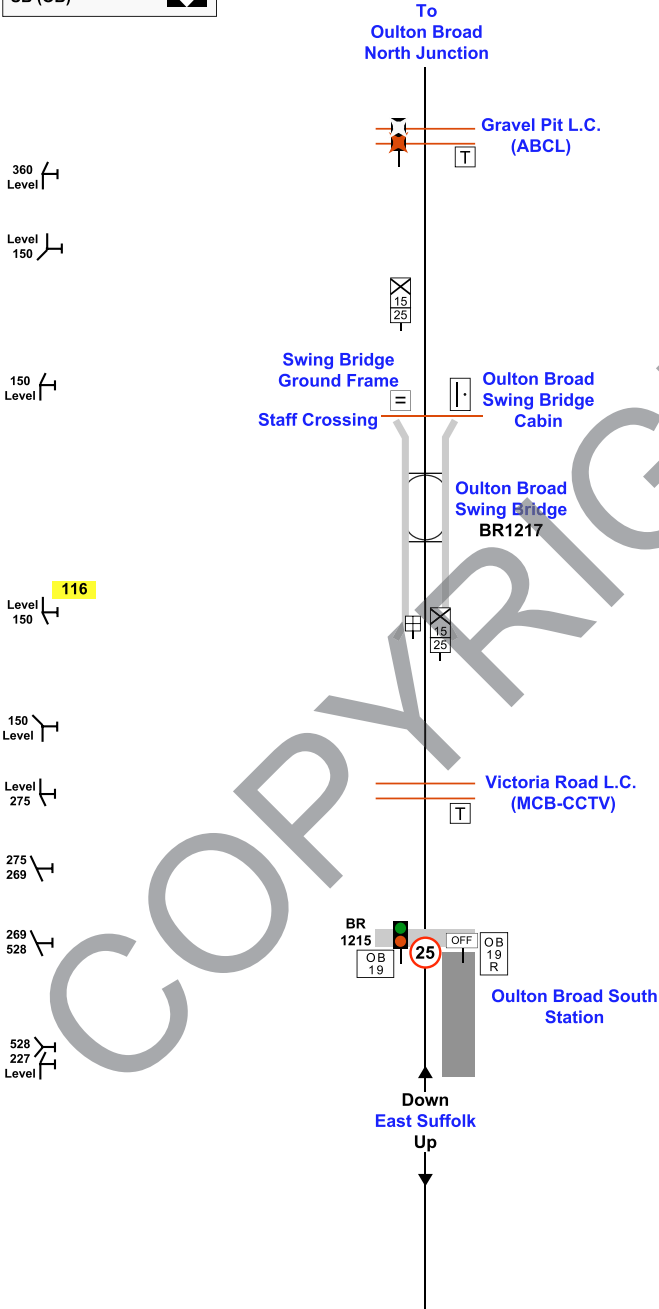 To
Oulton Broad
North Junction
Gravel Pit L.C.
(ABCL)
T
360
Level
Level
150
15
25
Swing Bridge
Ground Frame
=
Oulton Broad
Swing Bridge
Cabin
150
Level
Staff Crossing
Oulton Broad
Swing Bridge
BR1217
116
Level
150
15
25
150
Level
Level
275
Victoria Road L.C.
(MCB-CCTV)
T
275
269
BR
1215
269
528
OB
19
25
OFF
OB
19
R
Oulton Broad South
Station
528
227
Level
Down
East Suffolk
Up
COPYRIG